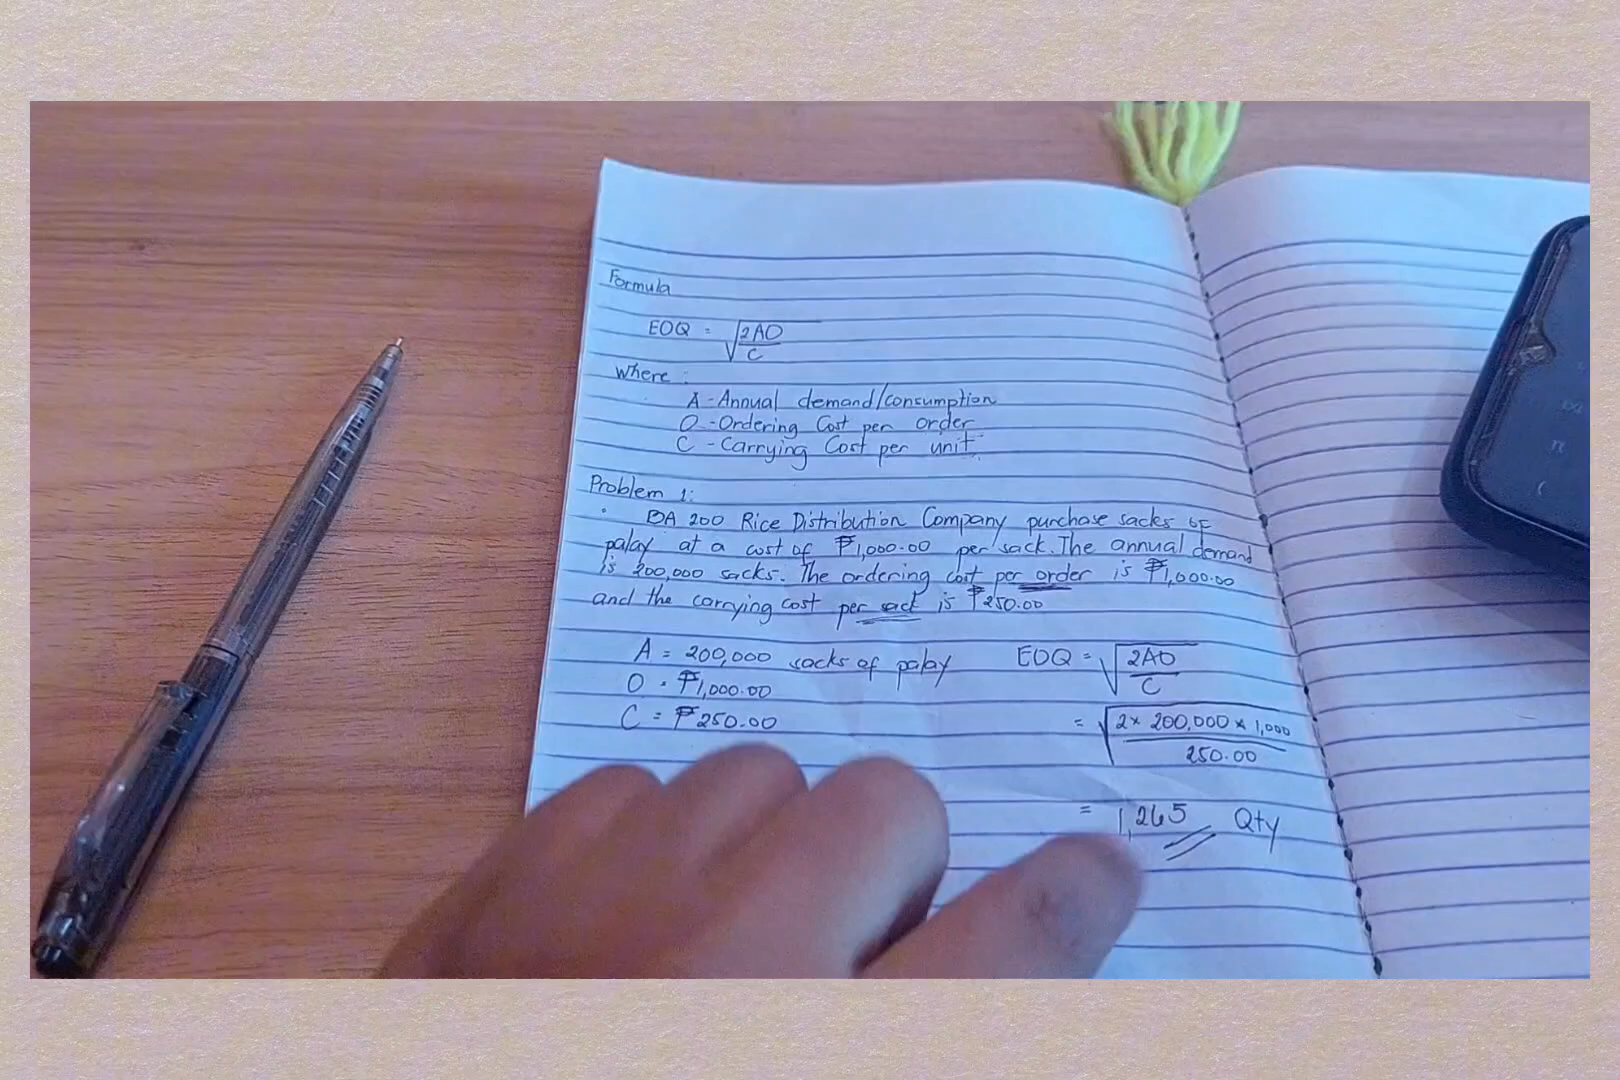 Formula
EOQ = √2AO
C
Where :
A - Annual demand/consumption
O - Ordering Cost per order
C - Carrying Cost per unit
Problem 1:
BA 200 Rice Distribution Company purchase sacks of
palay at a cost of ₱1,000.00 per sack. The annual demand
is 200,000 sacks. The ordering cost per order is ₱1,000.00
and the carrying cost per sack is ₱250.00
A = 200,000 sacks of palay
O = ₱1,000.00
C = ₱250.00
EOQ = √2AO
C
= √2 × 200,000 × 1,000
250.00
= 1,265 Qty